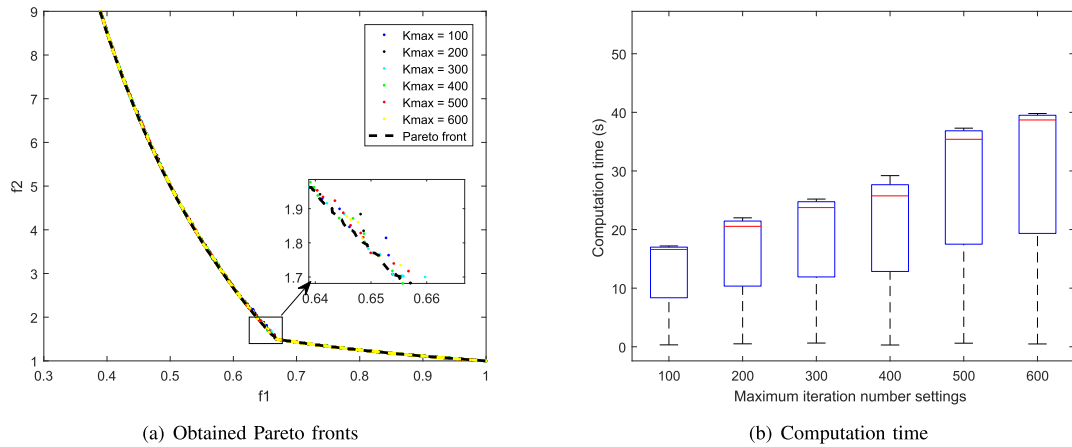 9
8
7
6
5
4
3
2
1
f2
0.3 0.4 0.5 0.6 0.7 0.8 0.9 1
f1
Kmax = 100
Kmax = 200
Kmax = 300
Kmax = 400
Kmax = 500
Kmax = 600
Pareto front
1.9
1.8
1.7
0.64 0.65 0.66
(a) Obtained Pareto fronts
50
40
30
20
10
0
Computation time (s)
100 200 300 400 500 600
Maximum iteration number settings
(b) Computation time